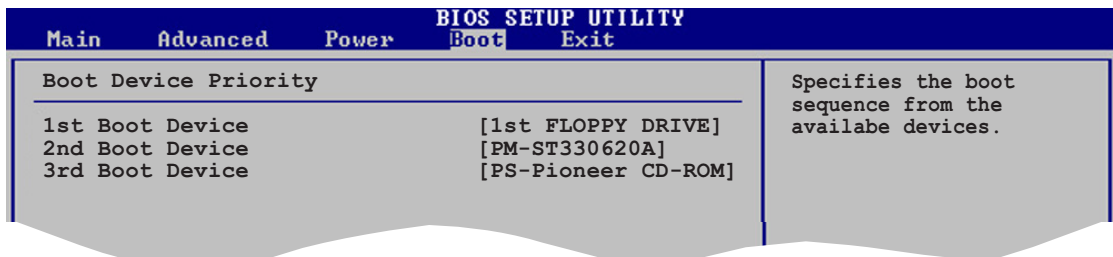 BIOS SETUP UTILITY
Main Advanced Power Boot Exit
Boot Device Priority
1st Boot Device [1st FLOPPY DRIVE]
2nd Boot Device [PM-ST330620A]
3rd Boot Device [PS-Pioneer CD-ROM]
Specifies the boot
sequence from the
availabe devices.